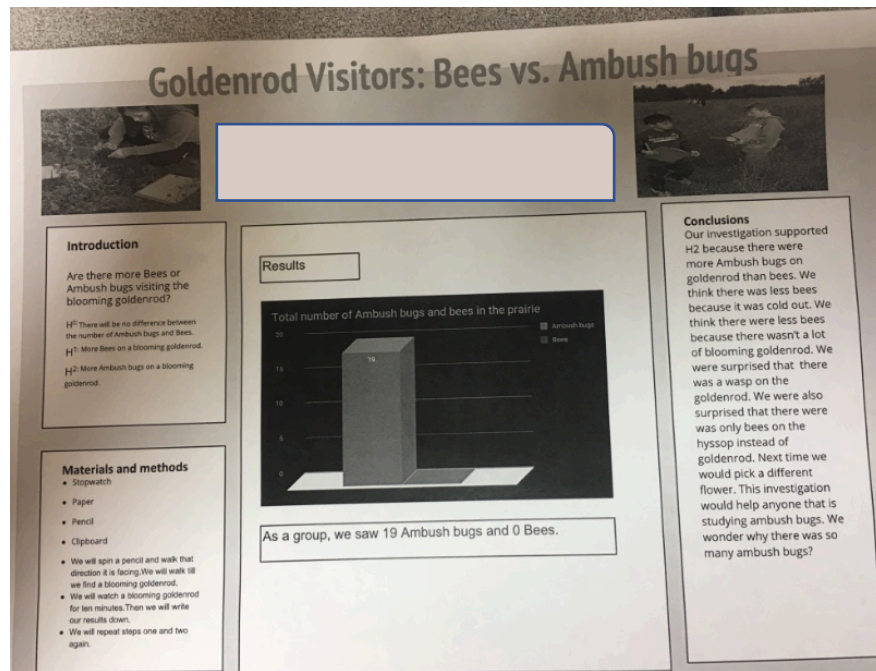 Goldenrod Visitors: Bees vs. Ambush bugs
Introduction
Are there more Bees or
Ambush bugs visiting the
blooming goldenrod?
H0: There will be no difference between
the number of Ambush bugs and Bees.
H1: More Bees on a blooming goldenrod.
H2: More Ambush bugs on a blooming
goldenrod.
Materials and methods
• Stopwatch
• Paper
• Pencil
• Clipboard
• We will spin a pencil and walk that
direction it is facing.We will walk till
we find a blooming goldenrod.
• We will watch a blooming goldenrod
for ten minutes.Then we will write
our results down.
• We will repeat steps one and two
again.
Results
Total number of Ambush bugs and bees in the prairie
20
15
10
5
0
19
Ambush bugs
Bees
As a group, we saw 19 Ambush bugs and 0 Bees.
Conclusions
Our investigation supported
H2 because there were
more Ambush bugs on
goldenrod than bees. We
think there was less bees
because it was cold out. We
think there were less bees
because there wasn't a lot
of blooming goldenrod. We
were surprised that there
was a wasp on the
goldenrod. We were also
surprised that there were
was only bees on the
hyssop instead of
goldenrod. Next time we
would pick a different
flower. This investigation
would help anyone that is
studying ambush bugs. We
wonder why there was so
many ambush bugs?